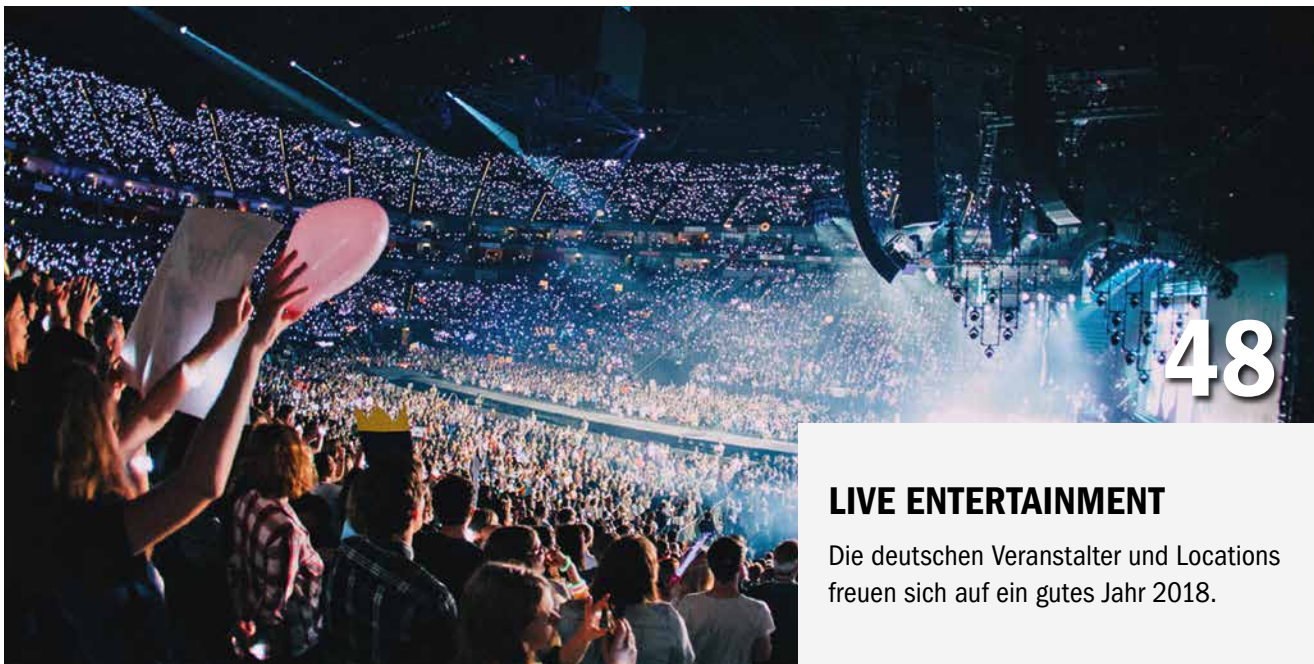 48
LIVE ENTERTAINMENT
Die deutschen Veranstalter und Locations
freuen sich auf ein gutes Jahr 2018.